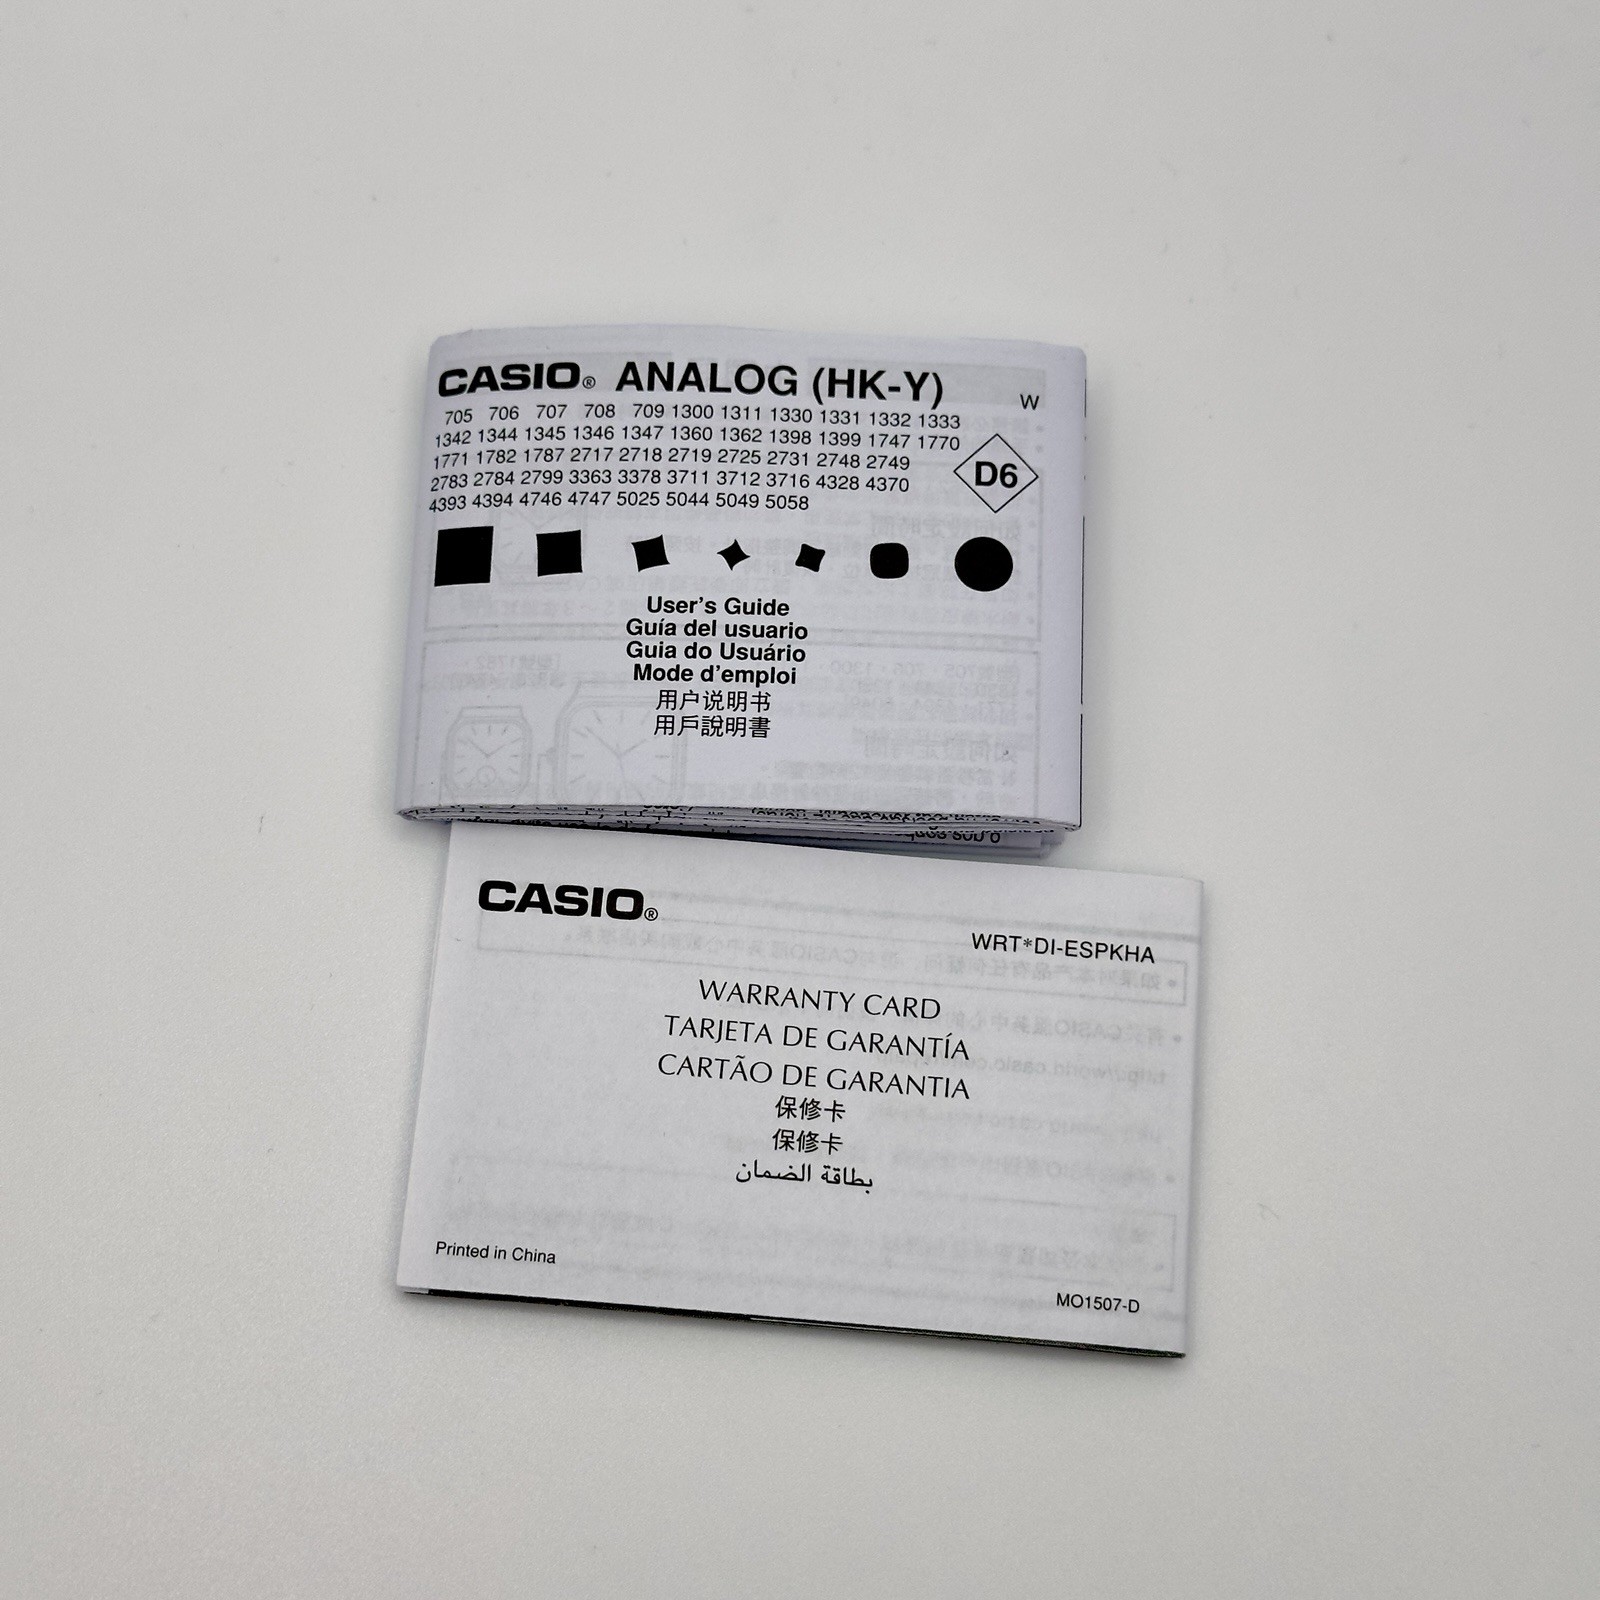 CASIO® ANALOG (HK-Y)
W
705 706 707 708 709 1300 1311 1330 1331 1332 1333
1342 1344 1345 1346 1347 1360 1362 1398 1399 1747 1770
1771 1782 1787 2717 2718 2719 2725 2731 2748 2749
2783 2784 2799 3363 3378 3711 3712 3716 4328 4370
4393 4394 4746 4747 5025 5044 5049 5058
D6
User's Guide
Guía del usuario
Guia do Usuário
Mode d'emploi
用户说明书
用戶說明書
CASIO®
WRT*DI-ESPKHA
WARRANTY CARD
TARJETA DE GARANTÍA
CARTÃO DE GARANTIA
保修卡
保修卡
بطاقة الضمان
Printed in China
MO1507-D